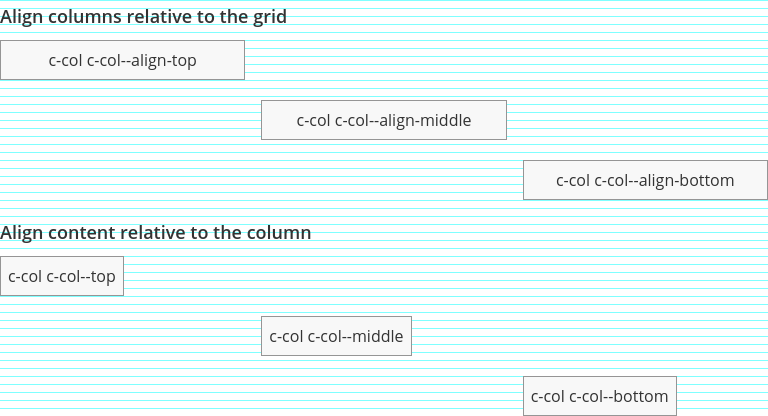 Align columns relative to the grid
c-col c-col--align-top
c-col c-col--align-middle
c-col c-col--align-bottom
Align content relative to the column
c-col c-col--top
c-col c-col--middle
c-col c-col--bottom